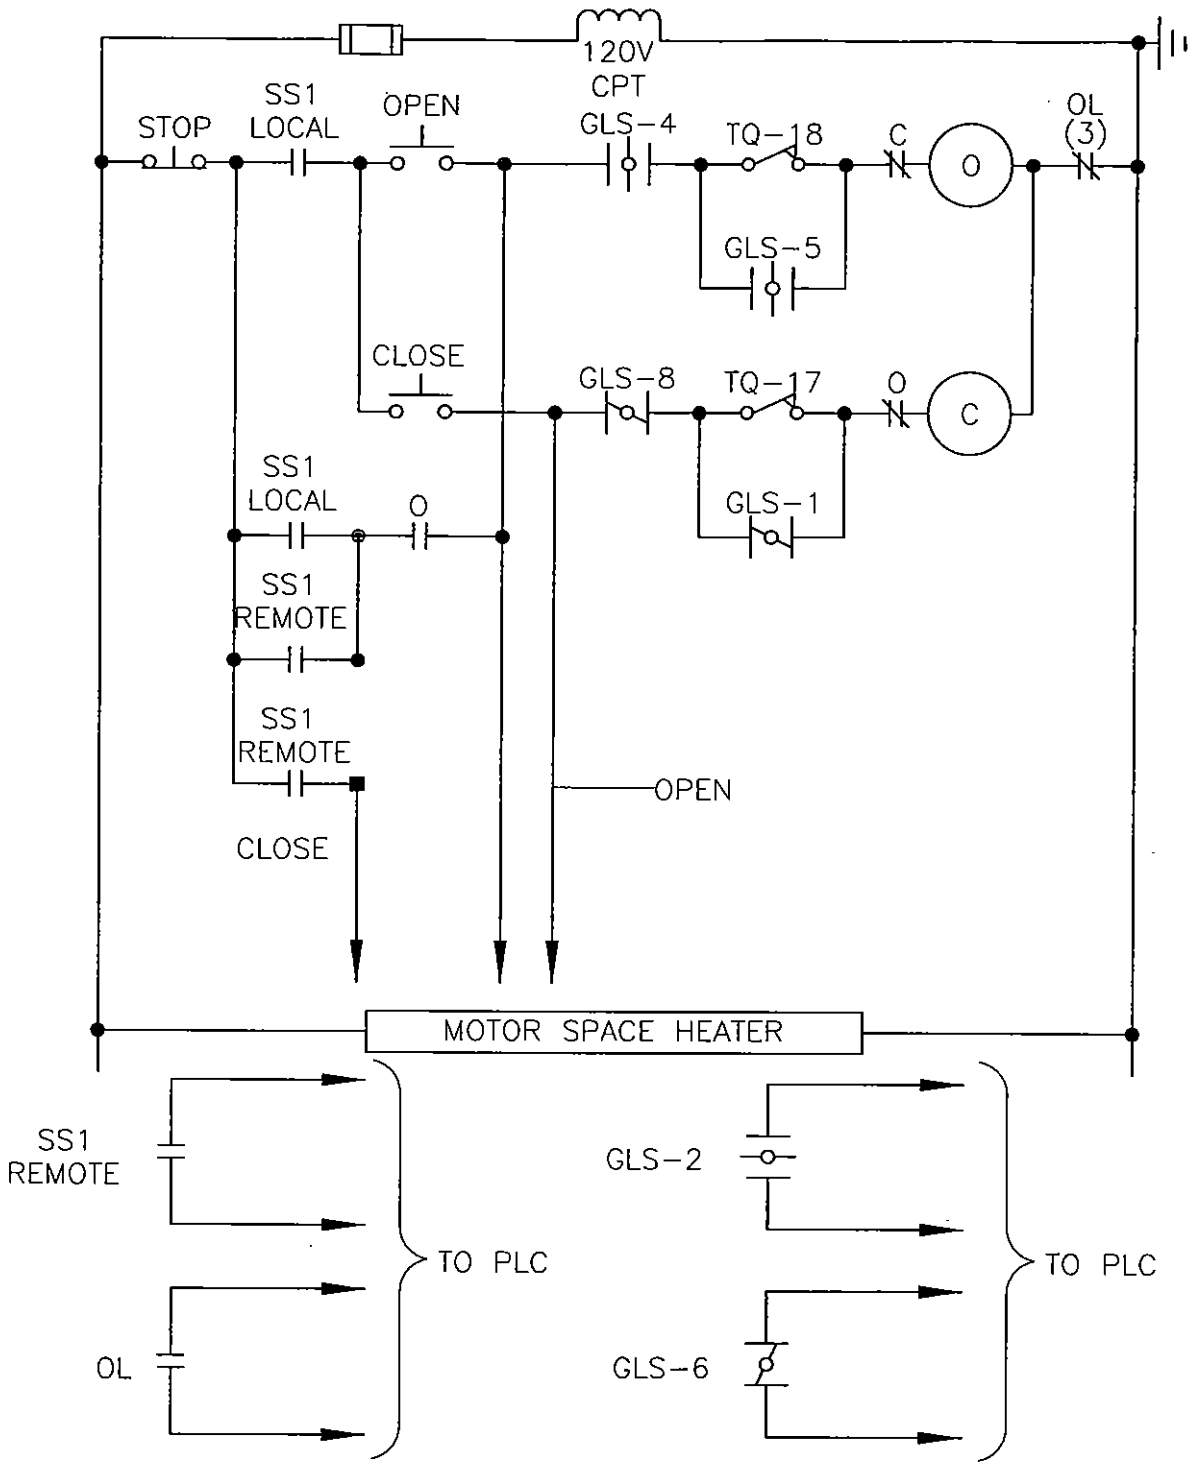 120V
CPT
STOP
SS1
LOCAL
OPEN
GLS-4
TQ-18
C
O
OL
(3)
GLS-5
CLOSE
GLS-8
TQ-17
O
C
GLS-1
SS1
LOCAL
O
SS1
REMOTE
SS1
REMOTE
OPEN
CLOSE
MOTOR SPACE HEATER
SS1
REMOTE
TO PLC
OL
GLS-2
TO PLC
GLS-6